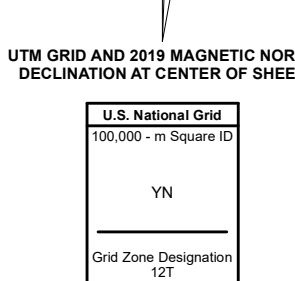 UTM GRID AND 2019 MAGNETIC NOR
DECLINATION AT CENTER OF SHEE
U.S. National Grid
100,000 - m Square ID
YN
Grid Zone Designation
12T